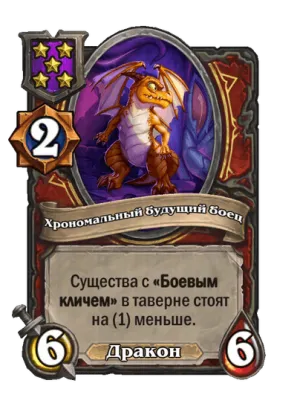 2
Хрономальный будущий боец
Существа с «Боевым
кличем» в таверне стоят
на (1) меньше.
6 Дракон 6